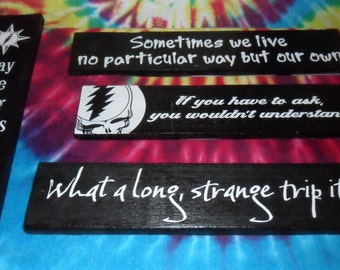 Sometimes we live
no particular way but our own
If you have to ask,
you wouldn't understand
What a long, strange trip it